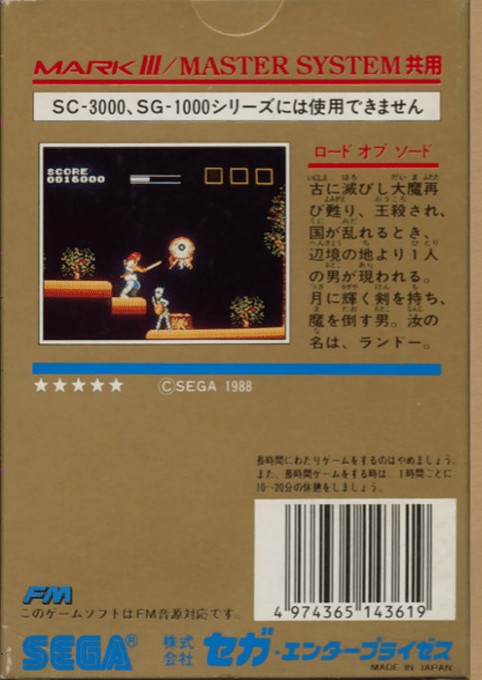 MARK III/MASTER SYSTEM共用
SC-3000、SG-1000シリーズには使用できません
SCORE
0016000
ロード オブ ソード
古に滅びし大魔再
び甦り、王殺され、
国が乱れるとき、
辺境の地より1人
の男が現われる。
月に輝く剣を持ち、
魔を倒す男。汝の
名は、ランドー。
★★★★★ ©SEGA 1988
長時間にわたりゲームをするのはやめましょう。
また、長時間ゲームをする時は、1時間ごとに
10〜20分の休憩をしましょう。
4 974365 143619
FM
このゲームソフトはFM音源対応です。
SEGA 株式会社 セガ・エンタープライゼス
MADE IN JAPAN